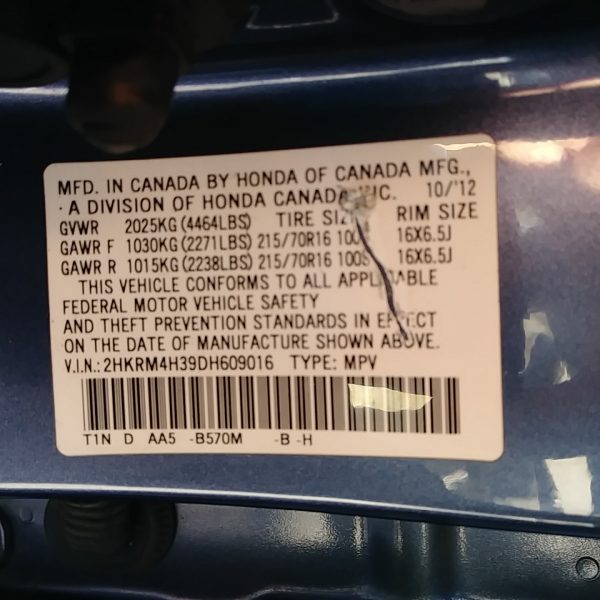 MFD. IN CANADA BY HONDA OF CANADA MFG.,
· A DIVISION OF HONDA CANADA INC. 10/'12
GVWR 2025KG (4464LBS) TIRE SIZE RIM SIZE
GAWR F 1030KG (2271LBS) 215/70R16 100S 16X6.5J
GAWR R 1015KG (2238LBS) 215/70R16 100S 16X6.5J
THIS VEHICLE CONFORMS TO ALL APPLICABLE
FEDERAL MOTOR VEHICLE SAFETY
AND THEFT PREVENTION STANDARDS IN EFFECT
ON THE DATE OF MANUFACTURE SHOWN ABOVE.
V.I.N.: 2HKRM4H39DH609016 TYPE: MPV
T1N D AA5 -B570M -B -H